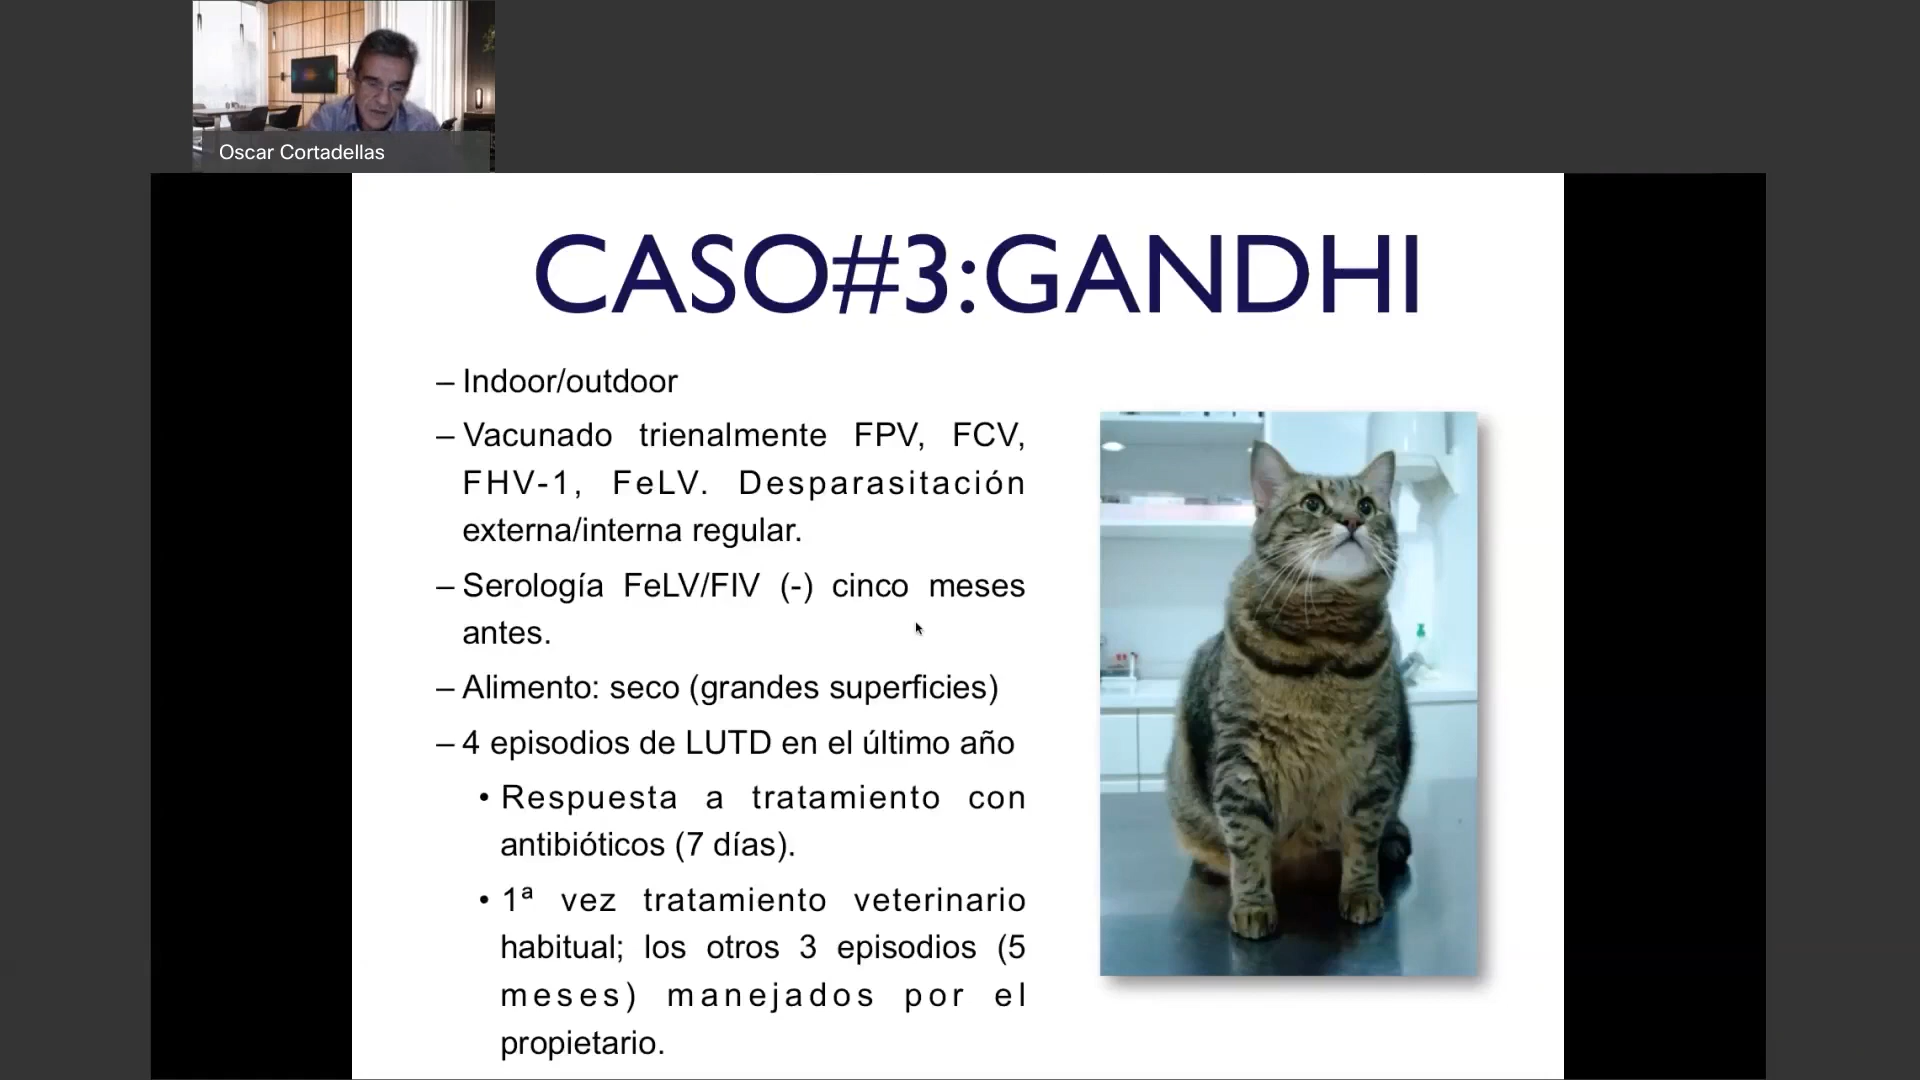 Oscar Cortadellas
CASO#3:GANDHI
– Indoor/outdoor
– Vacunado trienalmente FPV, FCV,
FHV-1, FeLV. Desparasitación
externa/interna regular.
– Serología FeLV/FIV (-) cinco meses
antes.
– Alimento: seco (grandes superficies)
– 4 episodios de LUTD en el último año
• Respuesta a tratamiento con
antibióticos (7 días).
• 1ª vez tratamiento veterinario
habitual; los otros 3 episodios (5
meses) manejados por el
propietario.